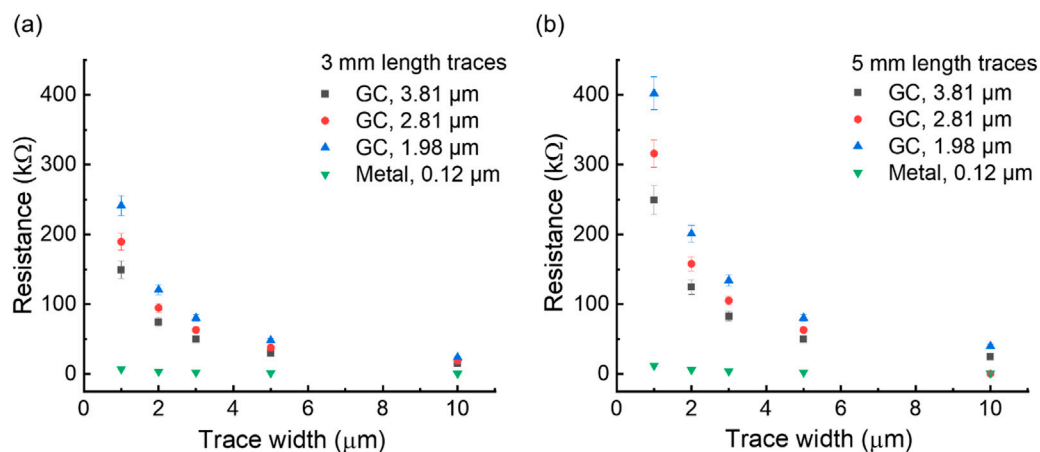 (a)
3 mm length traces
GC, 3.81 μm
GC, 2.81 μm
GC, 1.98 μm
Metal, 0.12 μm
Resistance (kΩ)
400
300
200
100
0
0 2 4 6 8 10
Trace width (μm)
(b)
5 mm length traces
GC, 3.81 μm
GC, 2.81 μm
GC, 1.98 μm
Metal, 0.12 μm
Resistance (kΩ)
400
300
200
100
0
0 2 4 6 8 10
Trace width (μm)